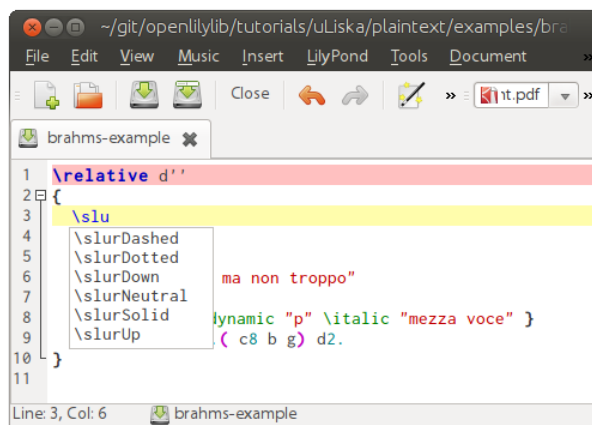 ~/git/openlilylib/tutorials/uLiska/plaintext/examples/bra
File Edit View Music Insert LilyPond Tools Document »
Close » nt.pdf »
brahms-example
1 \relative d''
2 {
3 \slu
4 \slurDashed
5 \slurDotted
6 \slurDown ma non troppo"
7 \slurNeutral
8 \slurSolid dynamic "p" \italic "mezza voce" }
9 \slurUp .( c8 b g) d2.
10 }
11
Line: 3, Col: 6 brahms-example